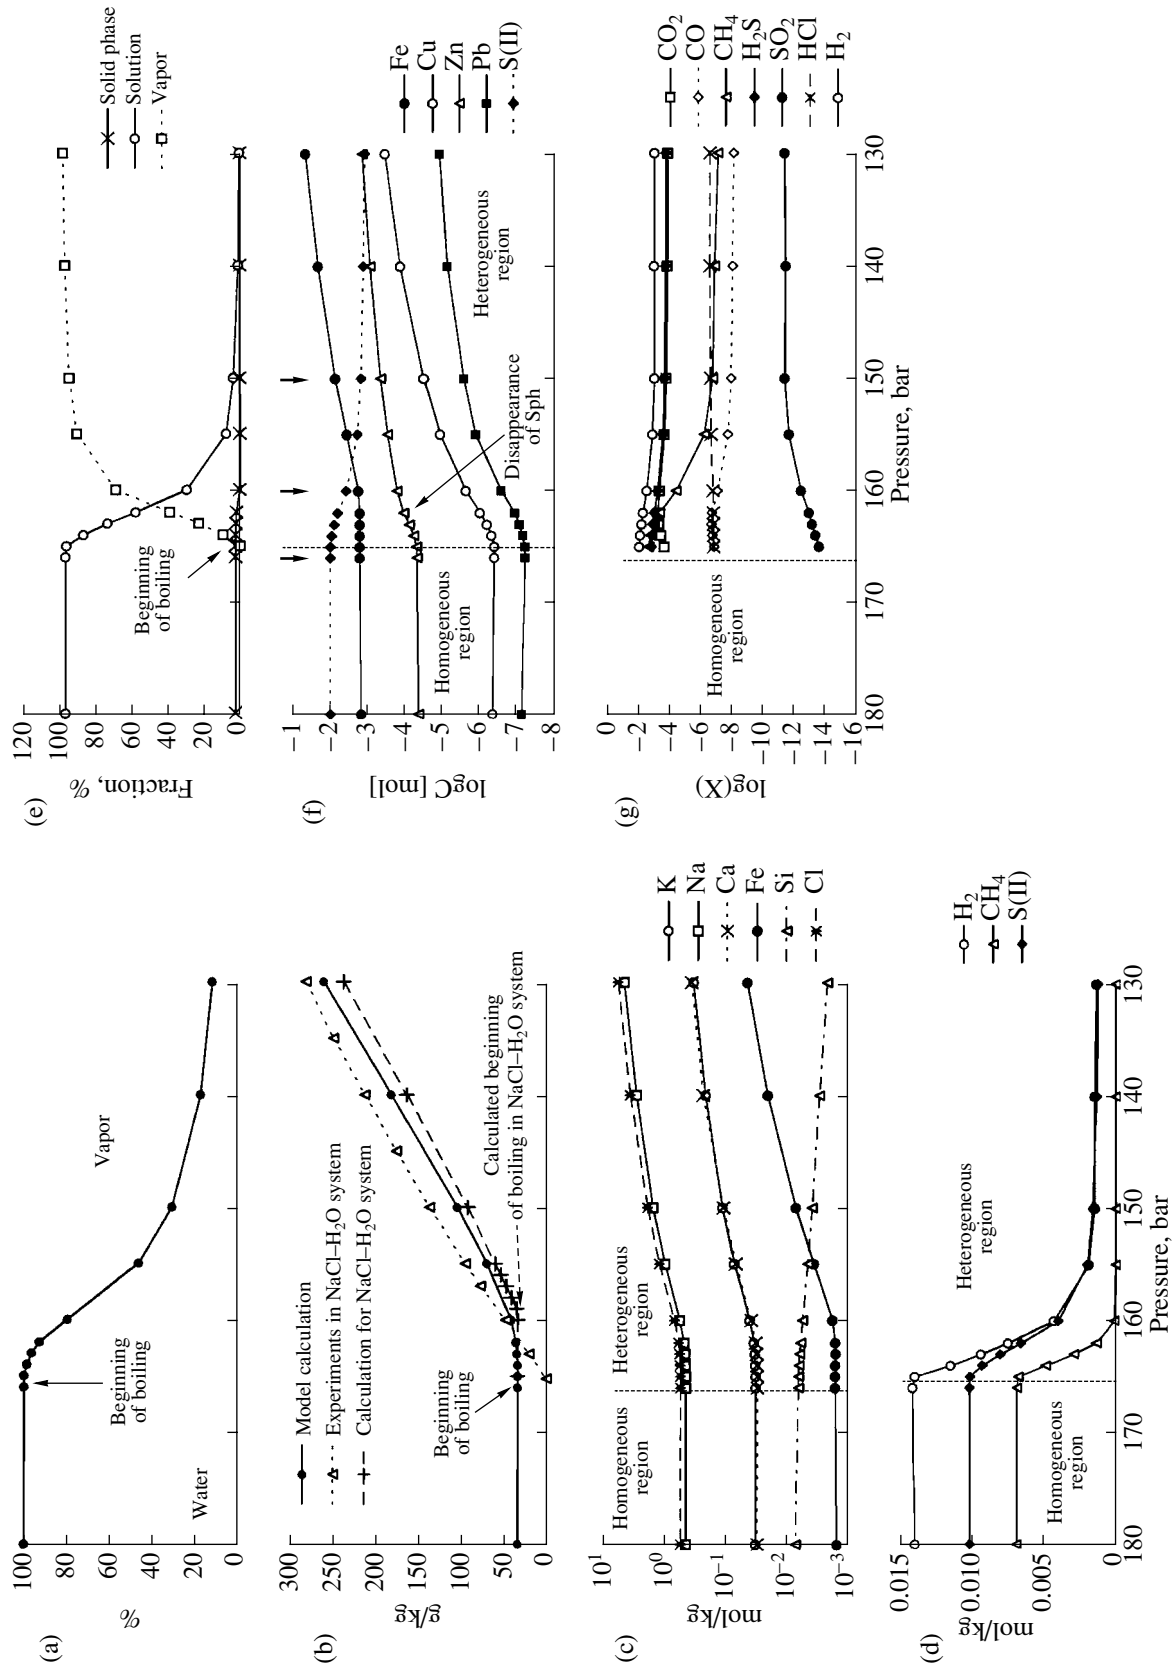 (a)
%
100
80
60
40
20
0
Water
Vapor
Beginning
of boiling
(b)
g/kg
300
200
100
0
Model calculation
Experiments in NaCl–H₂O system
Calculation for NaCl–H₂O system
Beginning
of boiling
Calculated beginning
of boiling in NaCl–H₂O system
(c)
mol/kg
10¹
10⁰
10⁻¹
10⁻²
10⁻³
Homogeneous
region
Heterogeneous
region
K
Na
Ca
Fe
Si
Cl
(d)
mol/kg
0.015
0.010
0.005
0
Homogeneous
region
Heterogeneous
region
H₂
CH₄
S(II)
180
170
160
150
140
130
Pressure, bar
(e)
Fraction, %
120
100
80
60
40
20
0
Beginning
of boiling
Solid phase
Solution
Vapor
(f)
logC [mol]
–1
–2
–3
–4
–5
–6
–7
–8
Homogeneous
region
Disappearance
of Sph
Heterogeneous
region
Fe
Cu
Zn
Pb
S(II)
(g)
log(X)
0
–2
–4
–6
–8
–10
–12
–14
–16
Homogeneous
region
CO₂
CO
CH₄
H₂S
SO₂
HCl
H₂
180
170
160
150
140
130
Pressure, bar